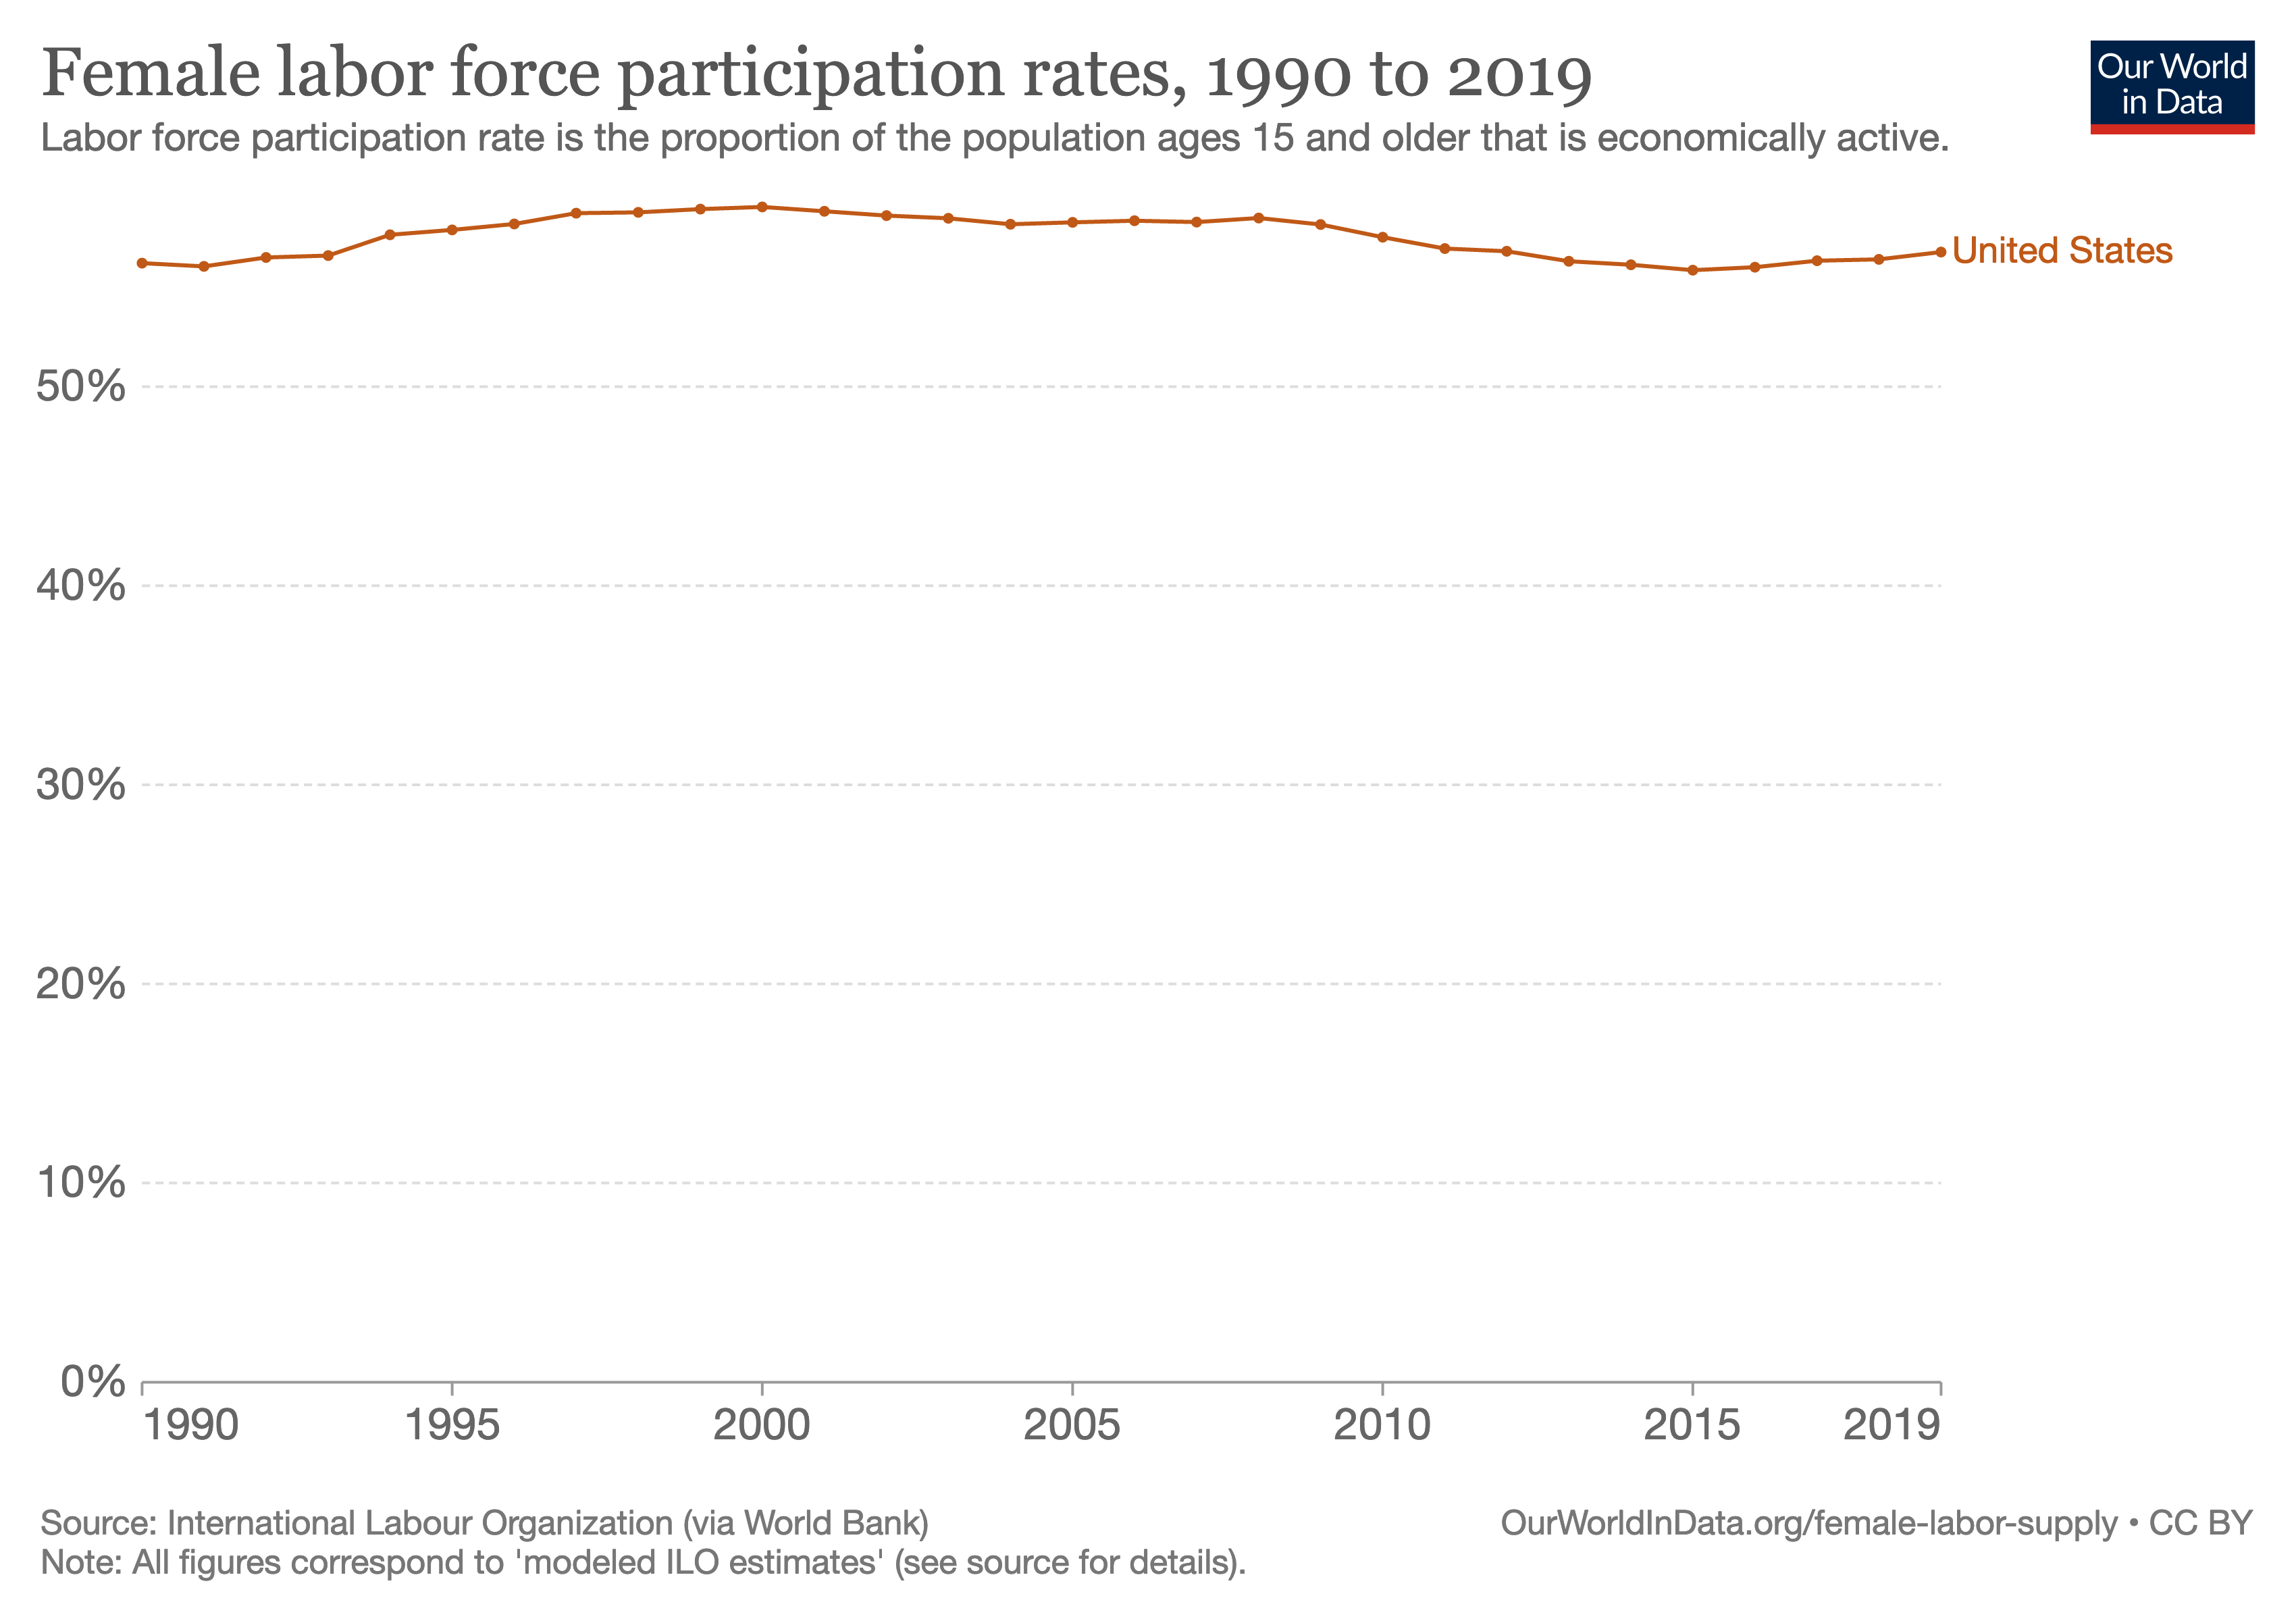 Female labor force participation rates, 1990 to 2019
Our World
in Data
Labor force participation rate is the proportion of the population ages 15 and older that is economically active.
United States
50%
40%
30%
20%
10%
0%
1990 1995 2000 2005 2010 2015 2019
Source: International Labour Organization (via World Bank)
OurWorldInData.org/female-labor-supply • CC BY
Note: All figures correspond to 'modeled ILO estimates' (see source for details).